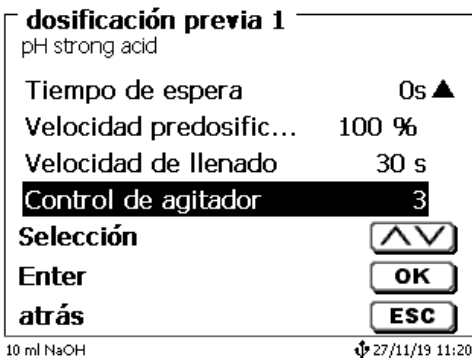 dosificación previa 1
pH strong acid
Tiempo de espera 0s ▲
Velocidad predosific... 100 %
Velocidad de llenado 30 s
Control de agitador 3
Selección
Enter OK
atrás ESC
10 ml NaOH 27/11/19 11:20